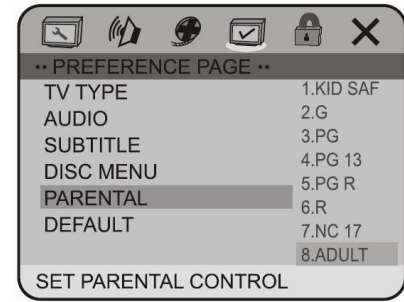 ·· PREFERENCE PAGE ··
TV TYPE
AUDIO
SUBTITLE
DISC MENU
PARENTAL
DEFAULT
1.KID SAF
2.G
3.PG
4.PG 13
5.PG R
6.R
7.NC 17
8.ADULT
SET PARENTAL CONTROL